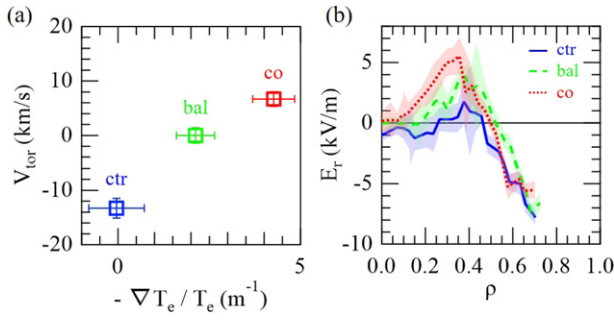 (a)
20
10
0
-10
-20
V_tor (km/s)
co
bal
ctr
0
5
- ∇T_e / T_e (m⁻¹)
(b)
10
5
0
-5
-10
E_r (kV/m)
ctr
bal
co
0.0 0.2 0.4 0.6 0.8 1.0
ρ